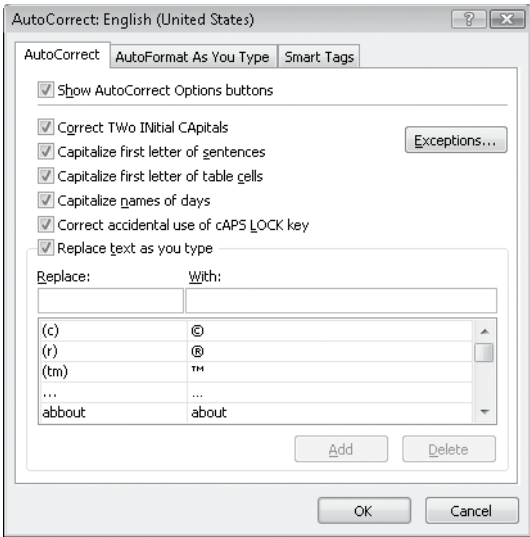 AutoCorrect: English (United States)
AutoCorrect AutoFormat As You Type Smart Tags
Show AutoCorrect Options buttons
Correct TWo INitial CApitals
Exceptions...
Capitalize first letter of sentences
Capitalize first letter of table cells
Capitalize names of days
Correct accidental use of cAPS LOCK key
Replace text as you type
Replace: With:
(c) ©
(r) ®
(tm) ™
... ...
abbout about
Add Delete
OK Cancel